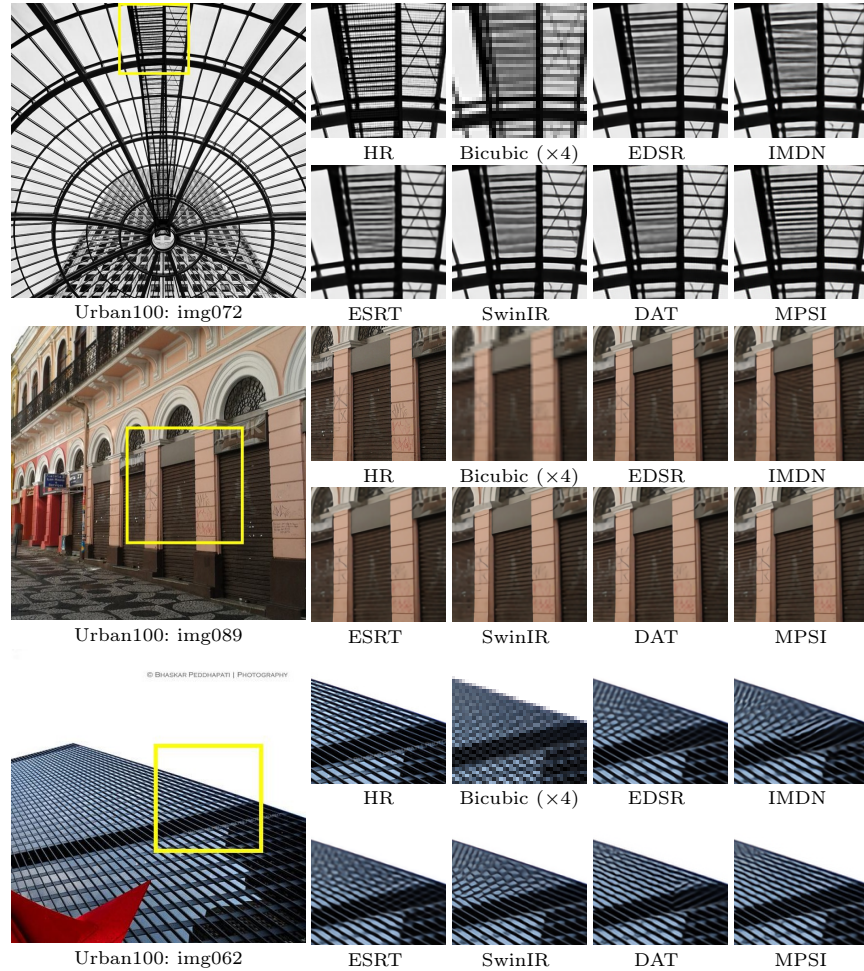 HR Bicubic (×4) EDSR IMDN
ESRT SwinIR DAT MPSI
Urban100: img072
HR Bicubic (×4) EDSR IMDN
ESRT SwinIR DAT MPSI
Urban100: img089
© BHASKAR PEDDHAPATI | PHOTOGRAPHY
HR Bicubic (×4) EDSR IMDN
ESRT SwinIR DAT MPSI
Urban100: img062